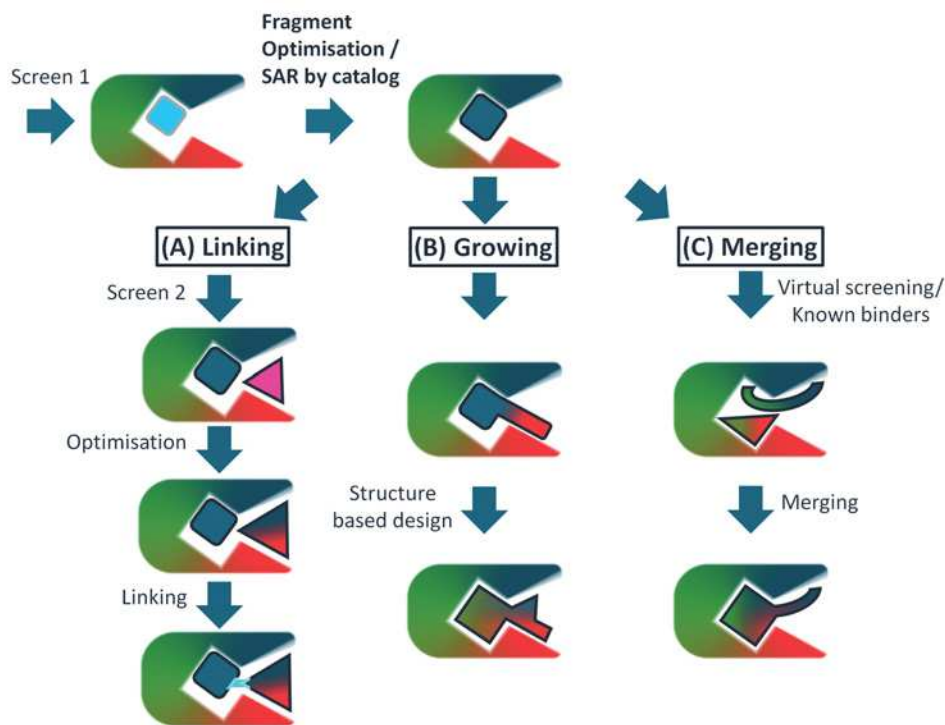 Screen 1
Fragment
Optimisation /
SAR by catalog
(A) Linking
(B) Growing
(C) Merging
Screen 2
Virtual screening/
Known binders
Optimisation
Structure
based design
Merging
Linking